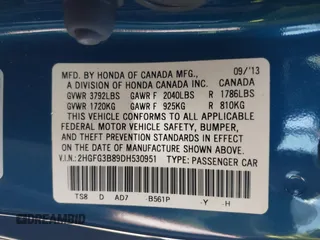 MFD. BY HONDA OF CANADA MFG., 09/'13
A DIVISION OF HONDA CANADA INC. CANADA
GVWR 3792LBS GAWR F 2040LBS R 1786LBS
GVWR 1720KG GAWR F 925KG R 810KG
THIS VEHICLE CONFORMS TO ALL APPLICABLE
FEDERAL MOTOR VEHICLE SAFETY, BUMPER,
AND THEFT PREVENTION STANDARDS IN EFFECT
ON THE DATE OF MANUFACTURE SHOWN ABOVE.
V.I.N.: 2HGFG3B89DH530951 TYPE: PASSENGER CAR
TS8 D AD7 B561P -Y -H
DREAMBID